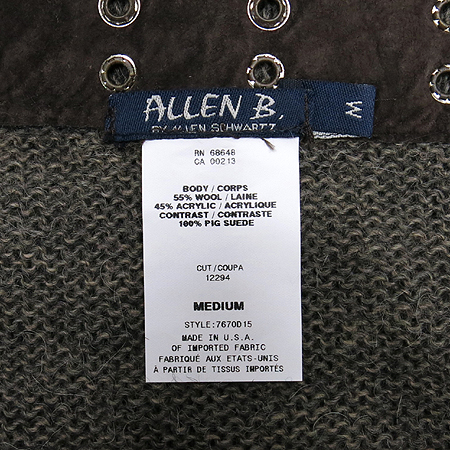 ALLEN B.
BY ALLEN SCHWARTZ
M
RN 68648
CA 00213
BODY / CORPS
55% WOOL / LAINE
45% ACRYLIC / ACRYLIQUE
CONTRAST / CONTRASTE
100% PIG SUEDE
CUT / COUPA
12294
MEDIUM
STYLE: 7670D15
MADE IN U.S.A.
OF IMPORTED FABRIC
FABRIQUÉ AUX ETATS-UNIS
À PARTIR DE TISSUS IMPORTÉS